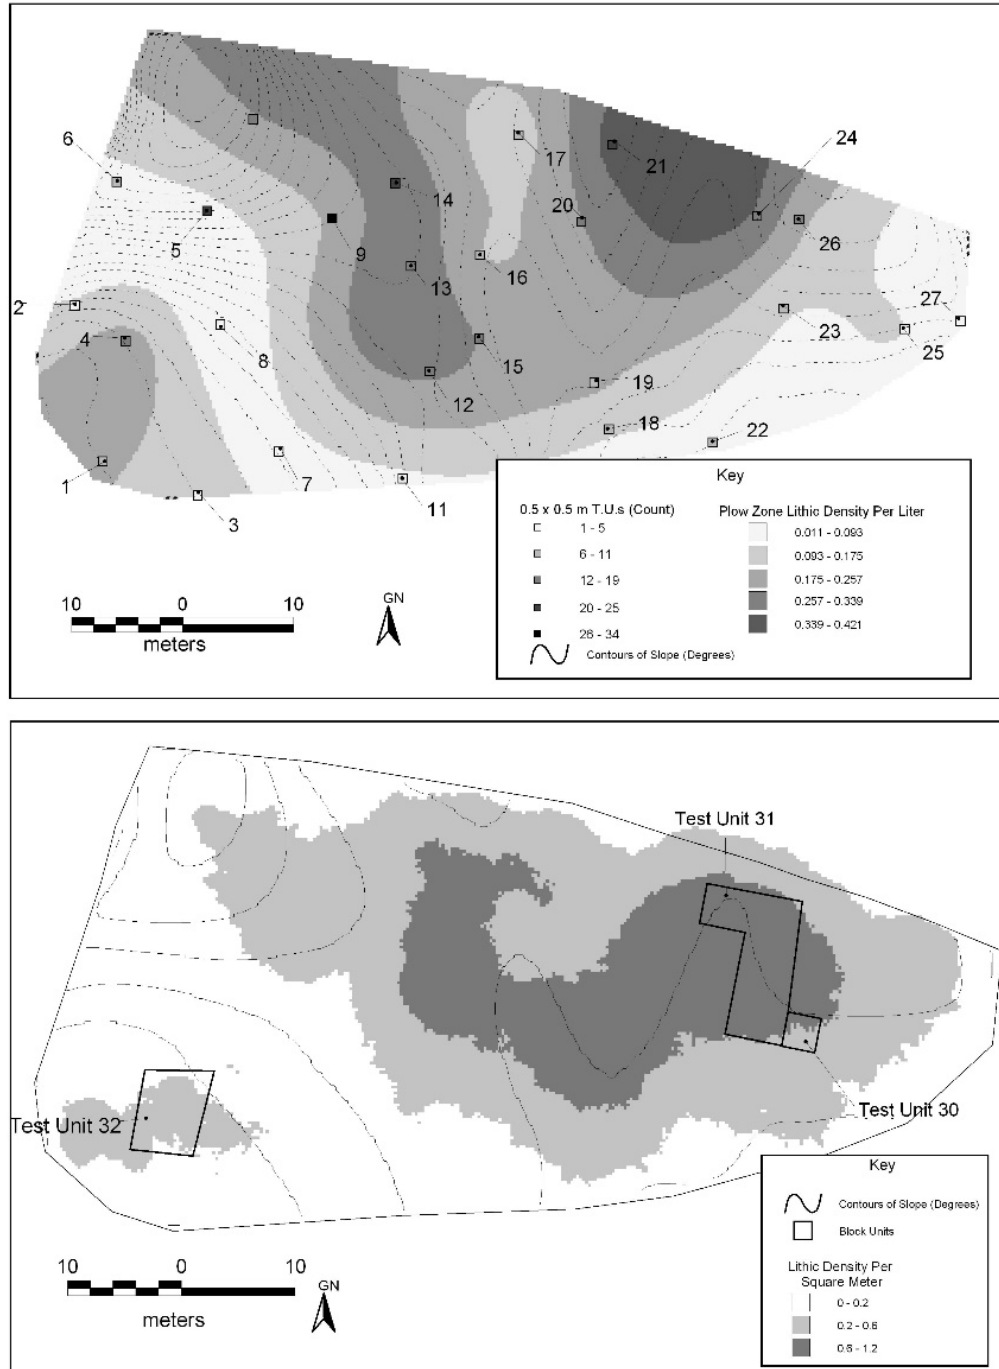 6
17
21
24
5
14
20
9
26
16
13
2
27
4
8
23
15
25
12
19
18
22
1
7
3
11
Key
0.5 x 0.5 m T.U.s (Count)
Plow Zone Lithic Density Per Liter
1 - 5
0.011 - 0.093
6 - 11
0.093 - 0.175
12 - 19
0.175 - 0.257
20 - 25
0.257 - 0.339
26 - 34
0.339 - 0.421
Contours of Slope (Degrees)
10 0 10
meters
GN
Test Unit 31
Test Unit 32
Test Unit 30
Key
Contours of Slope (Degrees)
Block Units
Lithic Density Per
Square Meter
0 - 0.2
0.2 - 0.6
0.6 - 1.2
10 0 10
meters
GN